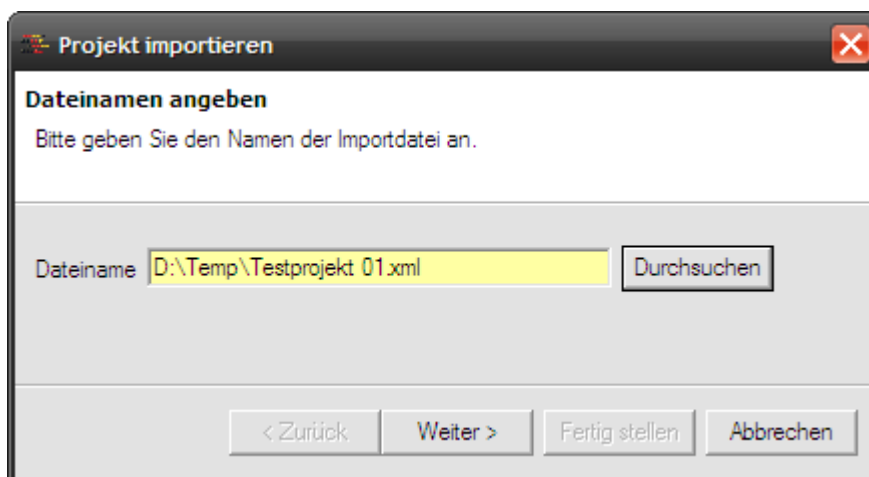 Projekt importieren
Dateinamen angeben
Bitte geben Sie den Namen der Importdatei an.
Dateiname D:\Temp\Testprojekt 01.xml Durchsuchen
< Zurück Weiter > Fertig stellen Abbrechen